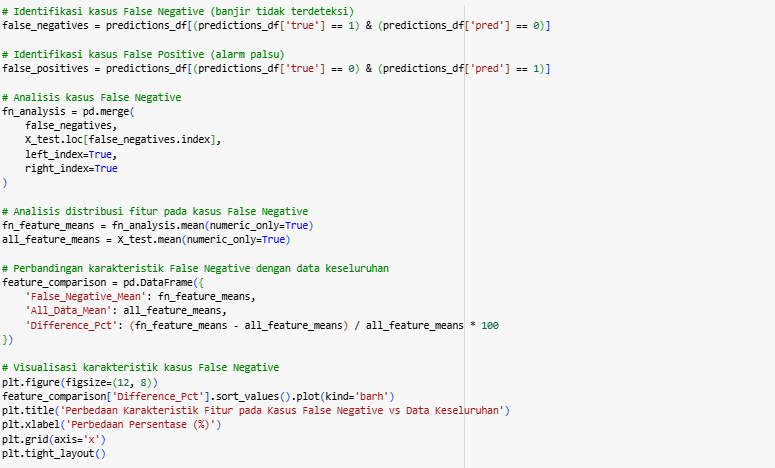 # Identifikasi kasus False Negative (banjir tidak terdeteksi)
false_negatives = predictions_df[(predictions_df['true'] == 1) & (predictions_df['pred'] == 0)]
# Identifikasi kasus False Positive (alarm palsu)
false_positives = predictions_df[(predictions_df['true'] == 0) & (predictions_df['pred'] == 1)]
# Analisis kasus False Negative
fn_analysis = pd.merge(
    false_negatives,
    X_test.loc[false_negatives.index],
    left_index=True,
    right_index=True
)
# Analisis distribusi fitur pada kasus False Negative
fn_feature_means = fn_analysis.mean(numeric_only=True)
all_feature_means = X_test.mean(numeric_only=True)
# Perbandingan karakteristik False Negative dengan data keseluruhan
feature_comparison = pd.DataFrame({
    'False_Negative_Mean': fn_feature_means,
    'All_Data_Mean': all_feature_means,
    'Difference_Pct': (fn_feature_means - all_feature_means) / all_feature_means * 100
})
# Visualisasi karakteristik kasus False Negative
plt.figure(figsize=(12, 8))
feature_comparison['Difference_Pct'].sort_values().plot(kind='barh')
plt.title('Perbedaan Karakteristik Fitur pada Kasus False Negative vs Data Keseluruhan')
plt.xlabel('Perbedaan Persentase (%)')
plt.grid(axis='x')
plt.tight_layout()